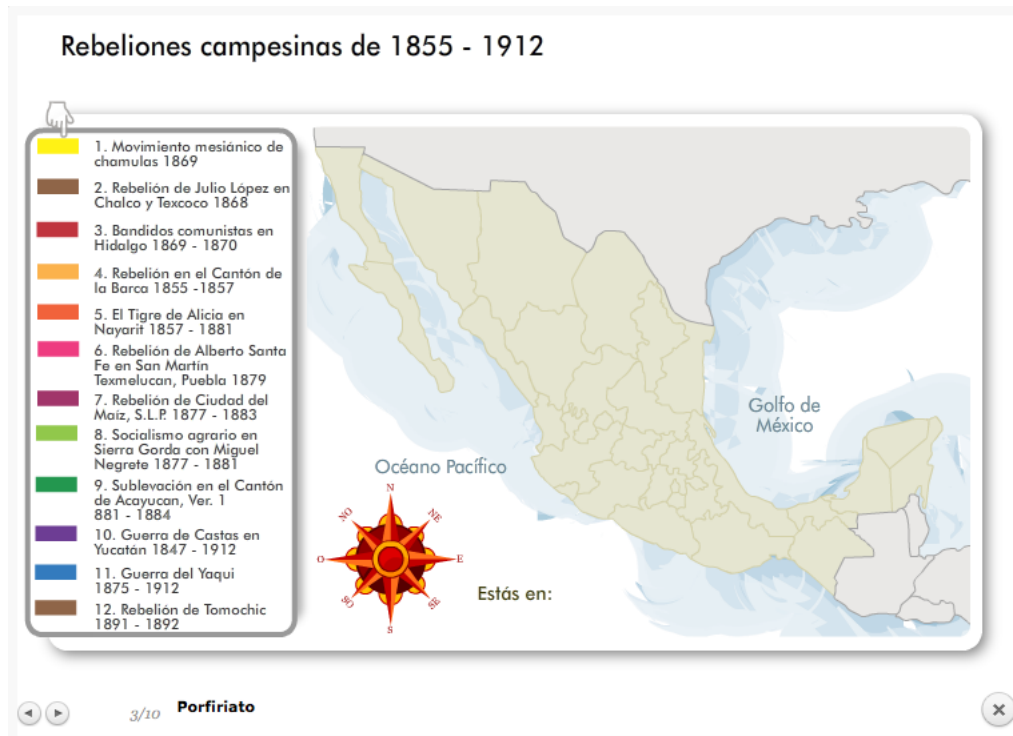 Rebeliones campesinas de 1855 - 1912
1. Movimiento mesiánico de
chamulas 1869
2. Rebelión de Julio López en
Chalco y Texcoco 1868
3. Bandidos comunistas en
Hidalgo 1869 - 1870
4. Rebelión en el Cantón de
la Barca 1855 -1857
5. El Tigre de Alicia en
Nayarit 1857 - 1881
6. Rebelión de Alberto Santa
Fe en San Martín
Texmelucan, Puebla 1879
7. Rebelión de Ciudad del
Maíz, S.L.P. 1877 - 1883
8. Socialismo agrario en
Sierra Gorda con Miguel
Negrete 1877 - 1881
9. Sublevación en el Cantón
de Acayucan, Ver. 1
881 - 1884
10. Guerra de Castas en
Yucatán 1847 - 1912
11. Guerra del Yaqui
1875 - 1912
12. Rebelión de Tomochic
1891 - 1892
Golfo de
México
Océano Pacífico
N
NO
NE
O
E
SO
SE
S
Estás en:
3/10 Porfiriato